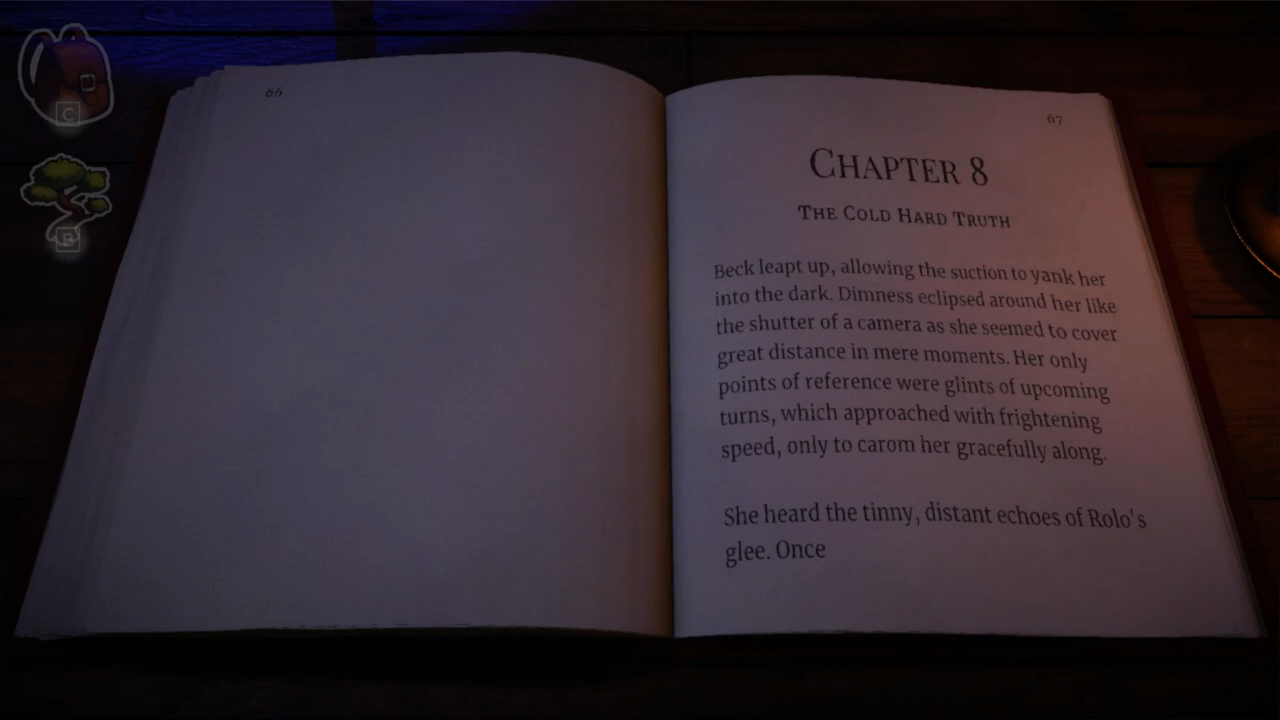 66
67
C
B
Chapter 8
The Cold Hard Truth
Beck leapt up, allowing the suction to yank her
into the dark. Dimness eclipsed around her like
the shutter of a camera as she seemed to cover
great distance in mere moments. Her only
points of reference were glints of upcoming
turns, which approached with frightening
speed, only to carom her gracefully along.
She heard the tinny, distant echoes of Rolo's
glee. Once